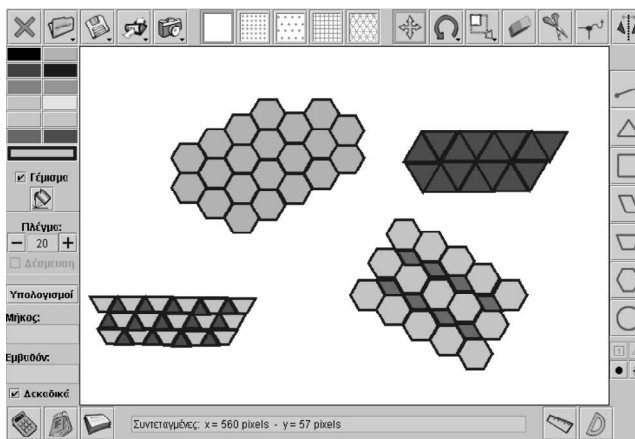 Γέμισμα
Πλέγμα:
20
Δέσμευση
Υπολογισμοί
Μήκος:
Εμβαδόν:
Δεκαδικά
Συντεταγμένες: x = 560 pixels - y = 57 pixels